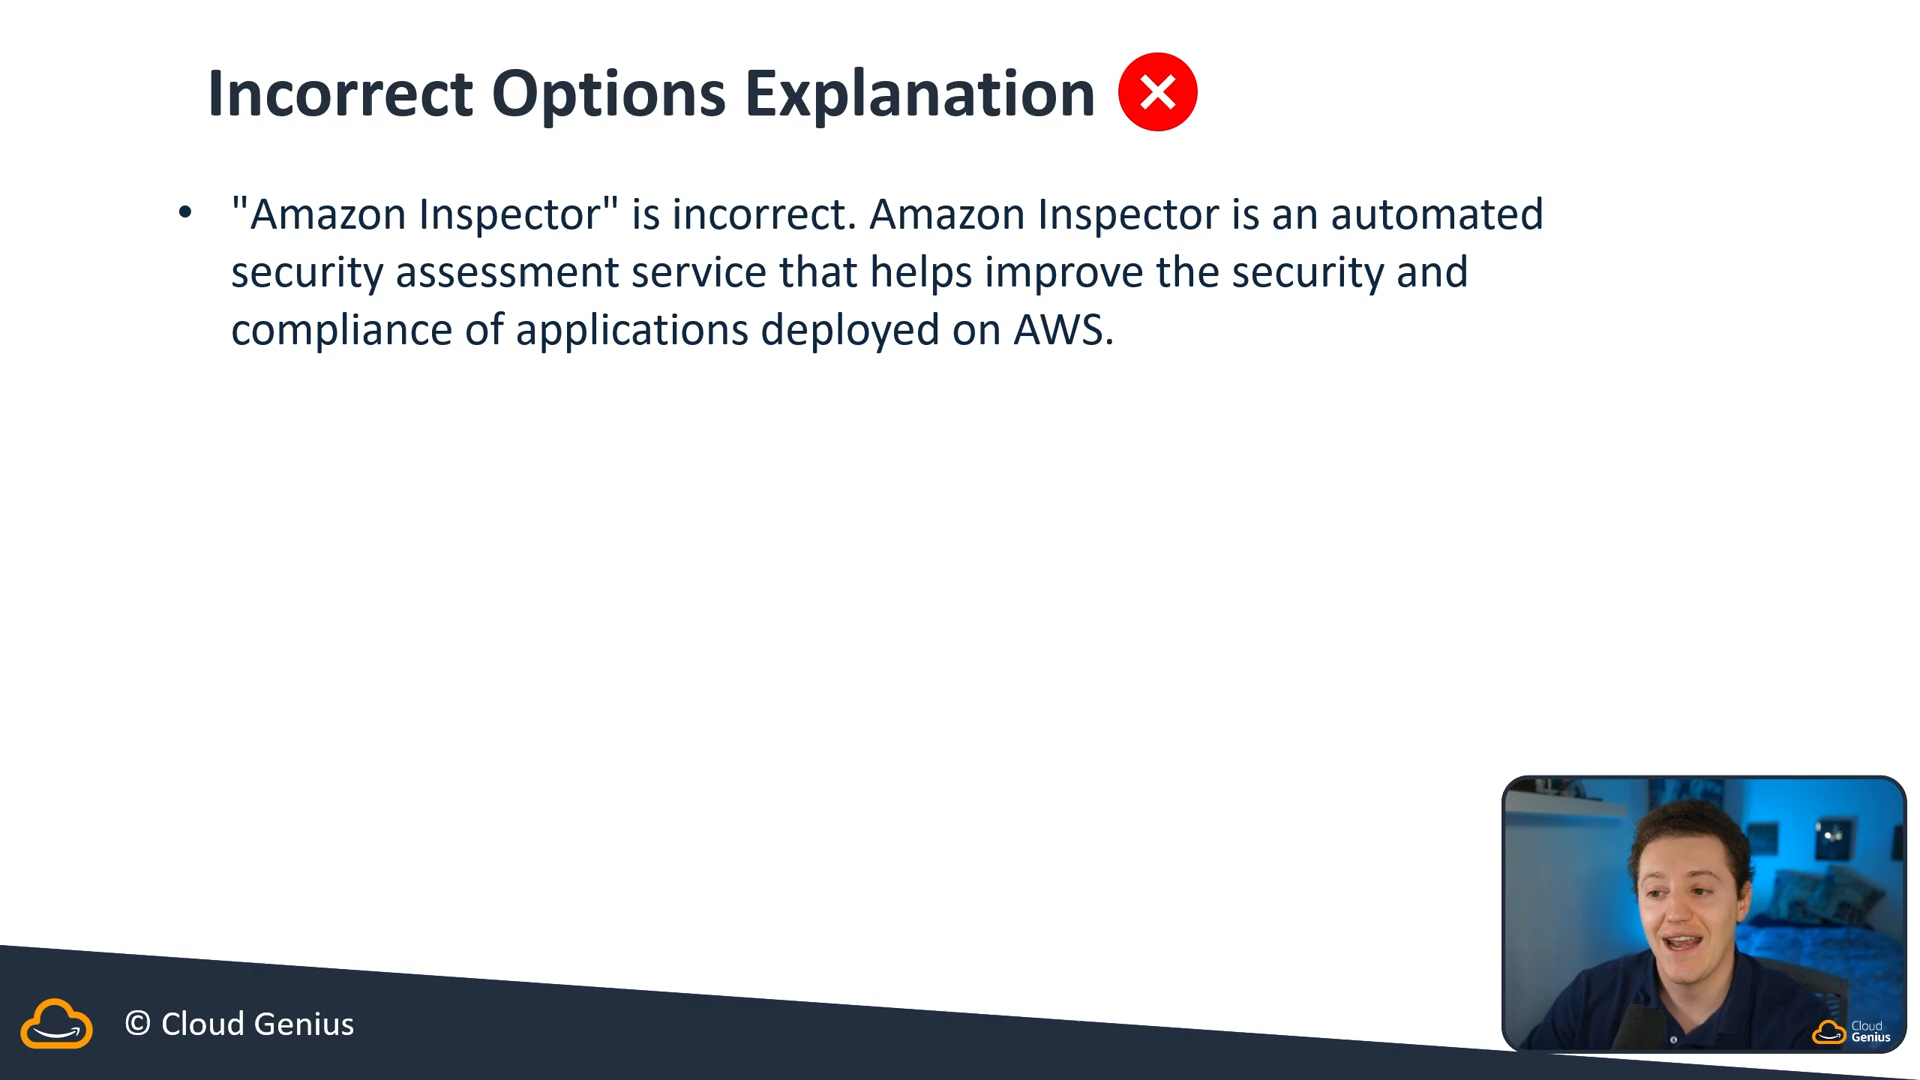 Incorrect Options Explanation
• "Amazon Inspector" is incorrect. Amazon Inspector is an automated
security assessment service that helps improve the security and
compliance of applications deployed on AWS.
© Cloud Genius
Cloud
Genius